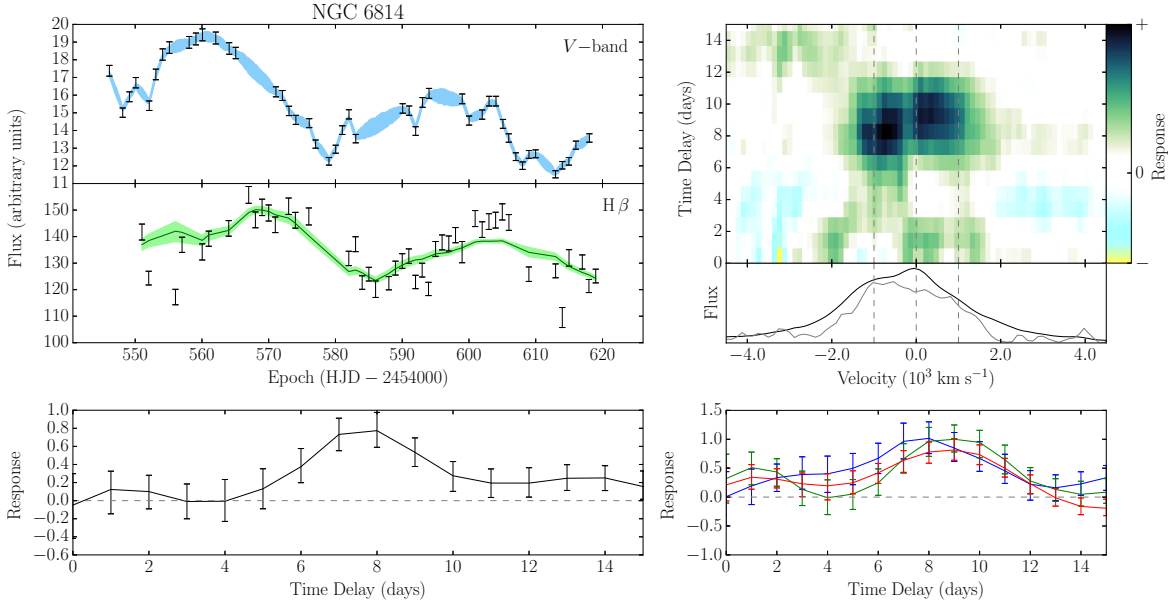 NGC 6814
V−band
20
19
18
17
16
15
14
13
12
11
Hβ
150
140
130
120
110
100
Flux (arbitrary units)
550 560 570 580 590 600 610 620
Epoch (HJD − 2454000)
14
12
10
8
6
4
2
0
Time Delay (days)
+
0
−
Response
Flux
−4.0 −2.0 0.0 2.0 4.0
Velocity (10³ km s⁻¹)
1.0
0.8
0.6
0.4
0.2
0.0
−0.2
−0.4
−0.6
Response
0 2 4 6 8 10 12 14
Time Delay (days)
1.5
1.0
0.5
0.0
−0.5
−1.0
Response
0 2 4 6 8 10 12 14
Time Delay (days)